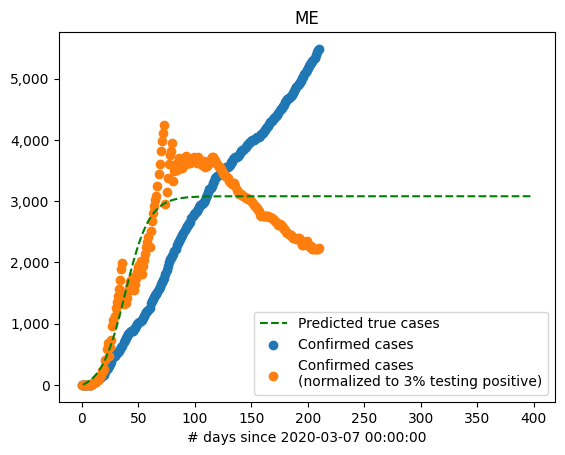 ME
5,000
4,000
3,000
2,000
1,000
0
Predicted true cases
Confirmed cases
Confirmed cases
(normalized to 3% testing positive)
0 50 100 150 200 250 300 350 400
# days since 2020-03-07 00:00:00